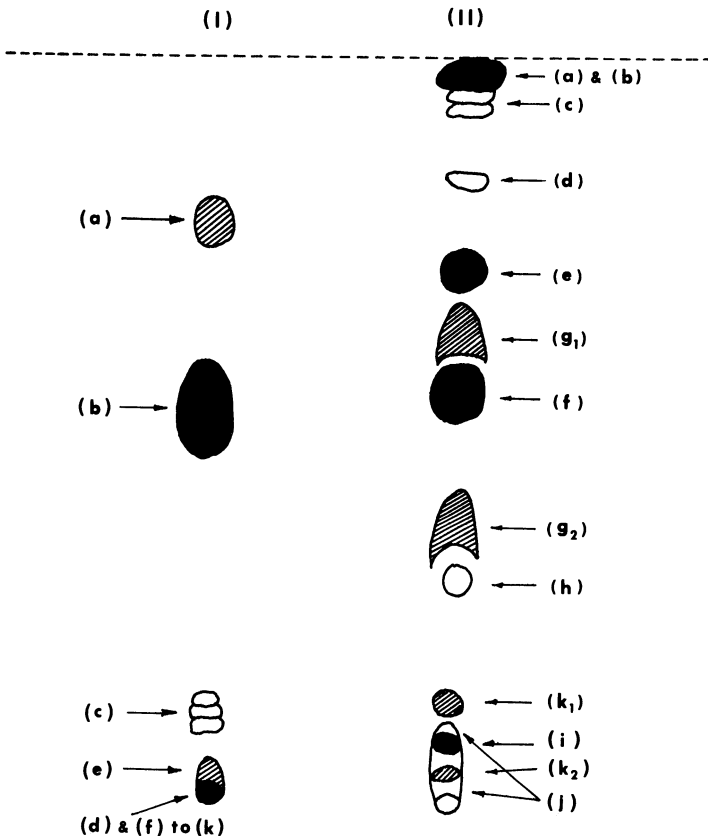 (I) (II)
(a) & (b)
(c)
(d)
(a)
(e)
(g₁)
(b)
(f)
(g₂)
(h)
(k₁)
(c)
(i)
(e)
(k₂)
(j)
(d) & (f) to (k)